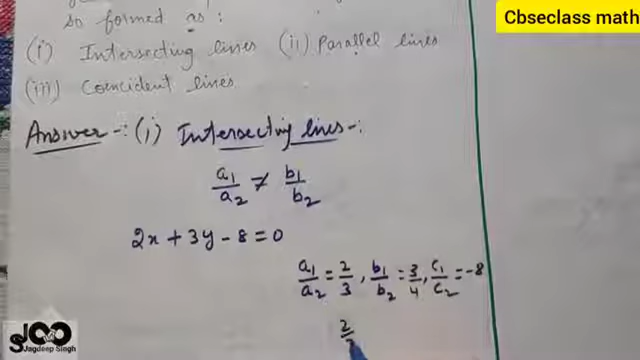 Cbseclass math
so formed as :
(i) Intersecting lines (ii) Parallel lines
(iii) Coincident lines
Answer -: (i) Intersecting lines -:
a1/a2 ≠ b1/b2
2x + 3y - 8 = 0
a1/a2 = 2/3, b1/b2 = 3/4, c1/c2 = -8
2
Jagdeep Singh